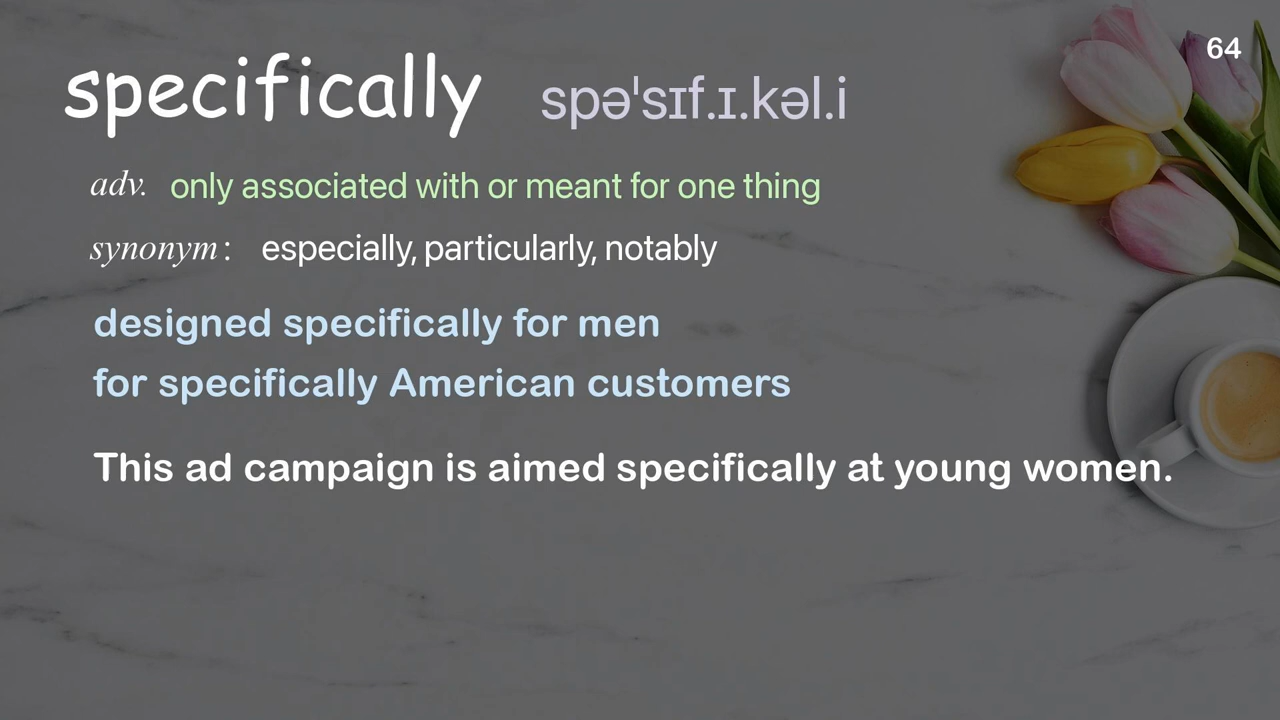 64
specifically spəˈsɪf.ɪ.kəl.i
adv. only associated with or meant for one thing
synonym: especially, particularly, notably
designed specifically for men
for specifically American customers
This ad campaign is aimed specifically at young women.